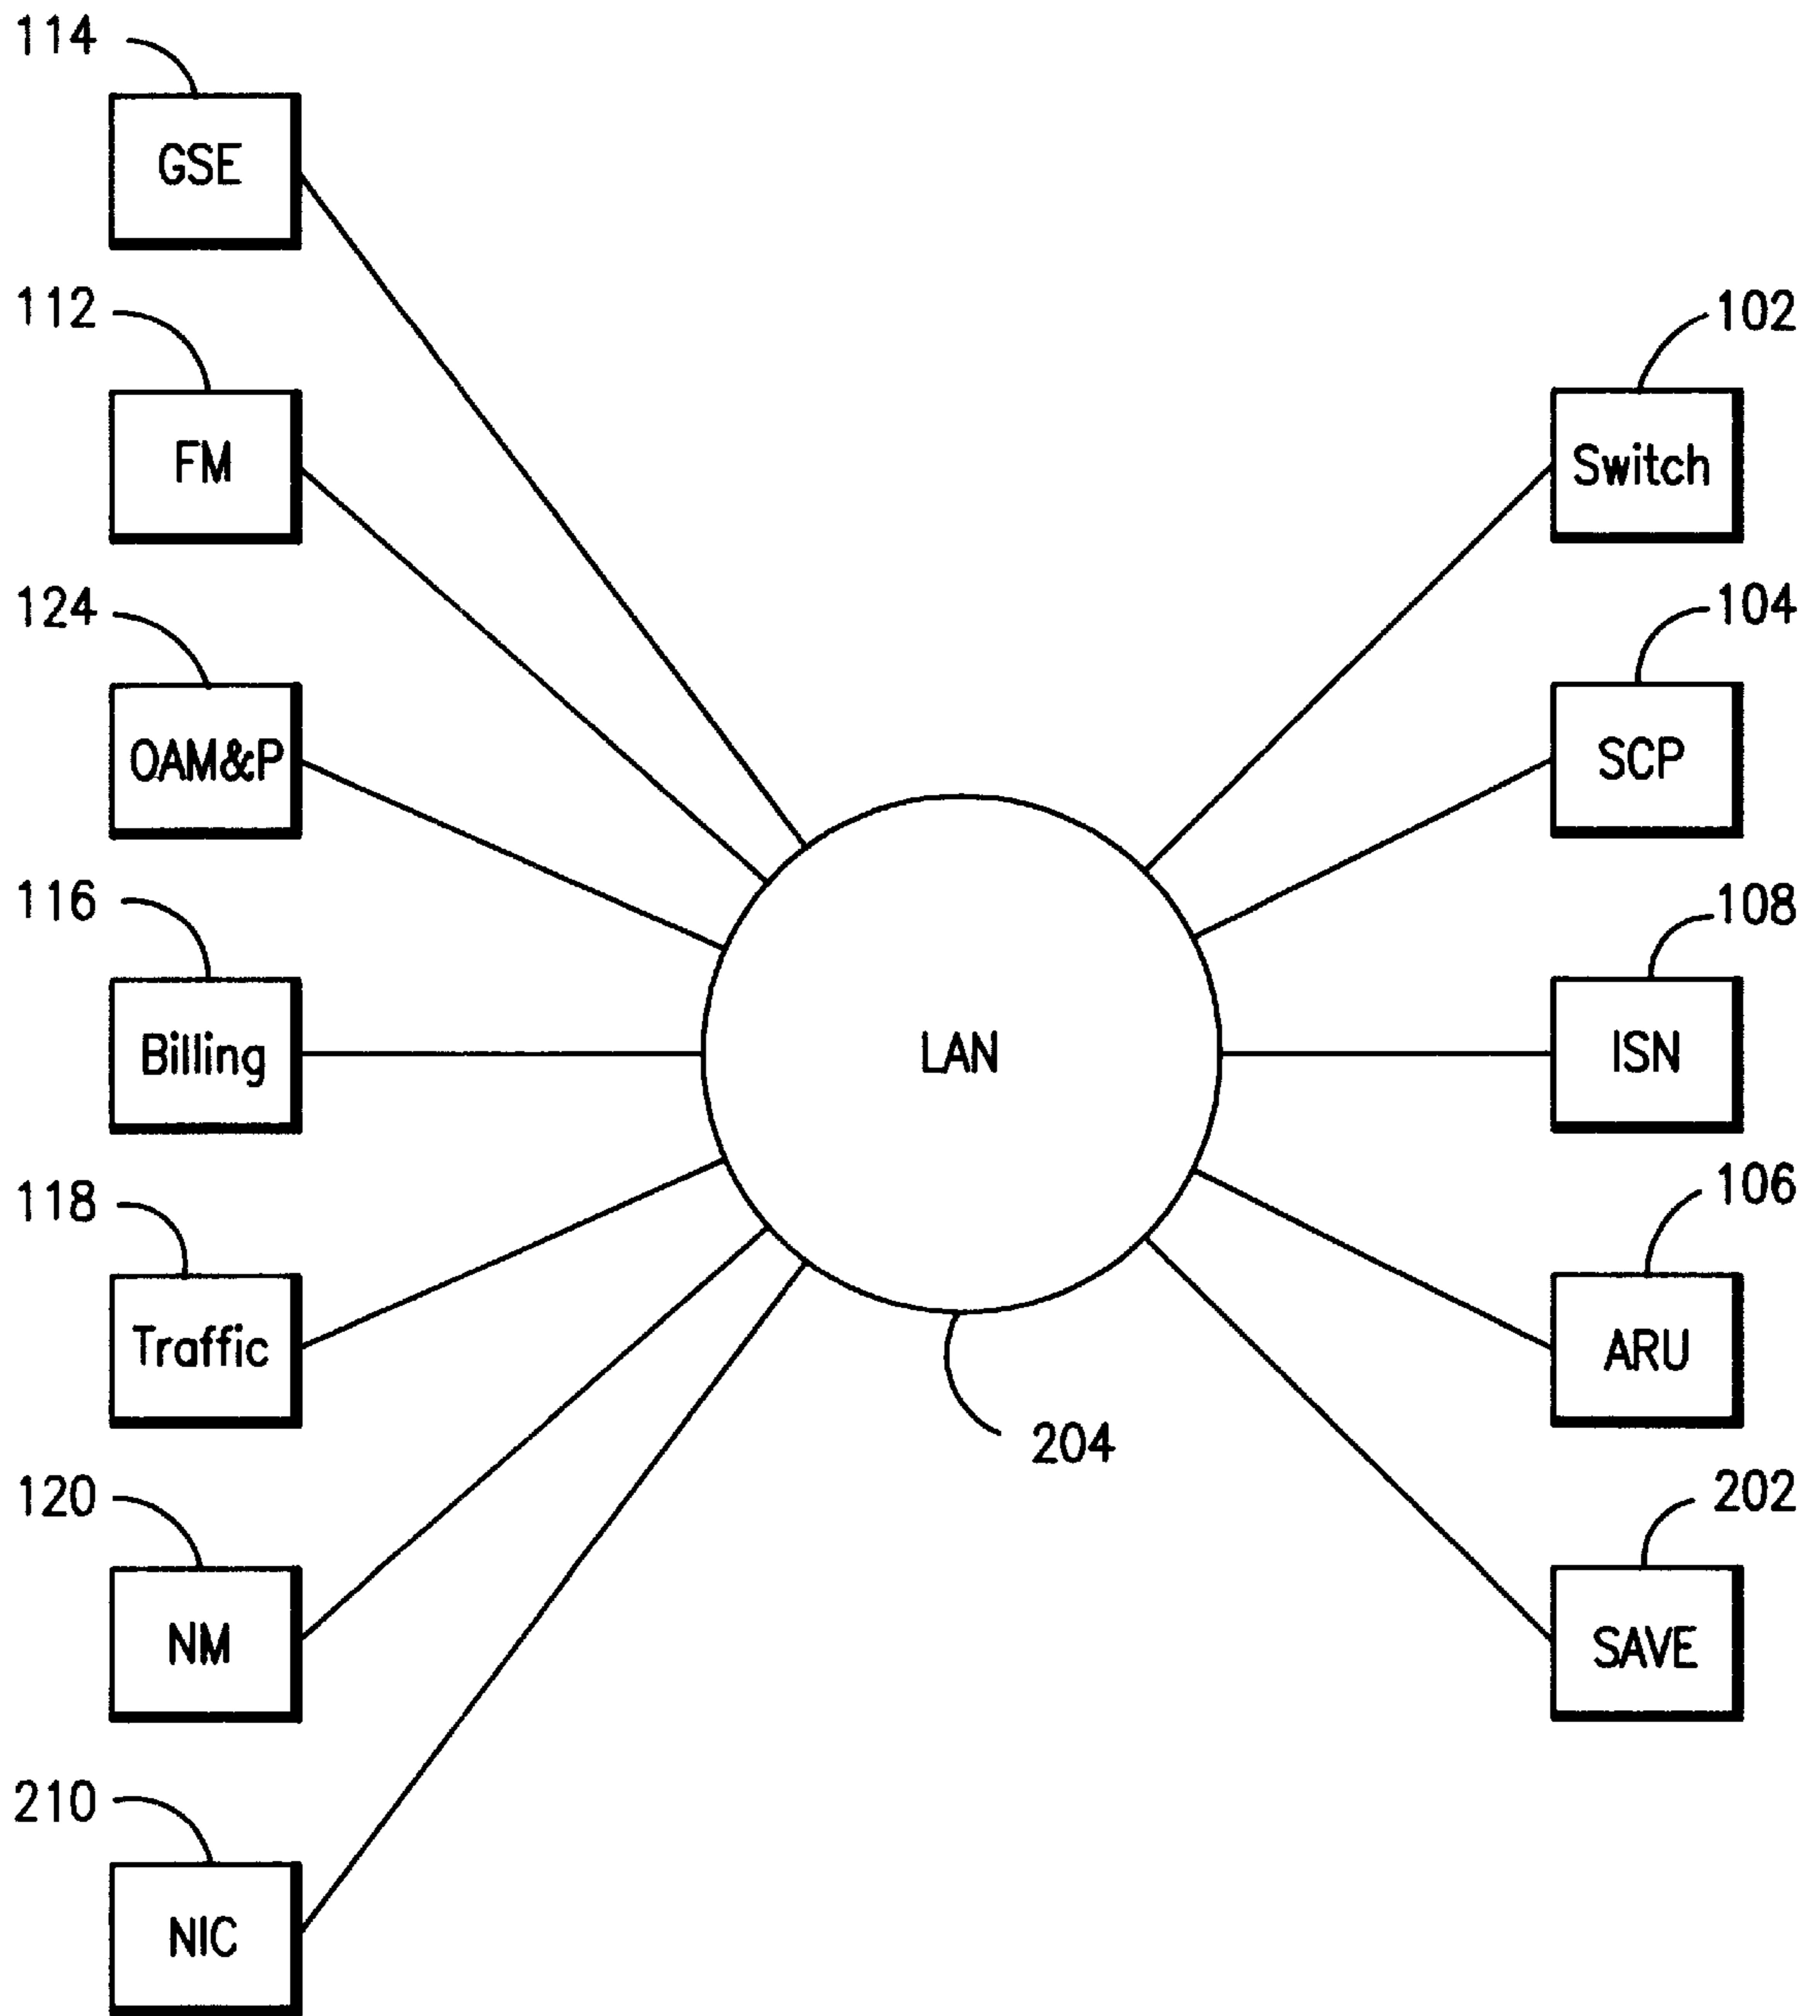 114
GSE
112
FM
102
Switch
124
OAM&P
104
SCP
116
Billing
LAN
108
ISN
118
Traffic
106
ARU
204
120
NM
202
SAVE
210
NIC